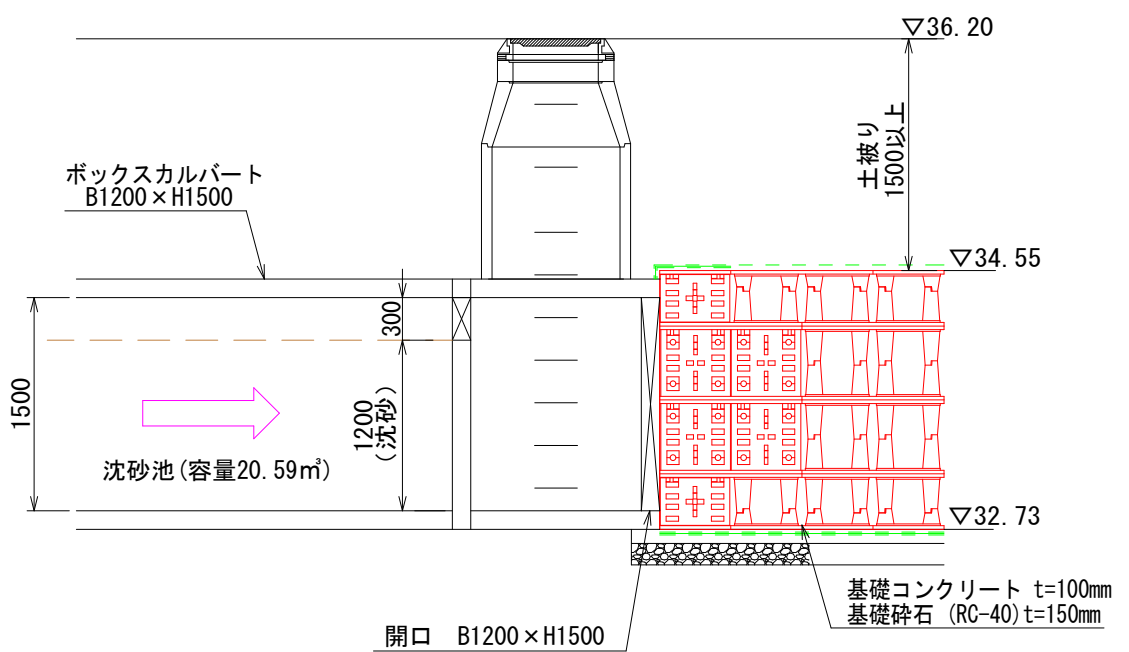 ▽36.20
土被り
1500以上
ボックスカルバート
B1200×H1500
▽34.55
300
1500
1200
(沈砂)
沈砂池(容量20.59㎥)
▽32.73
基礎コンクリート t=100mm
基礎砕石 (RC-40)t=150mm
開口 B1200×H1500